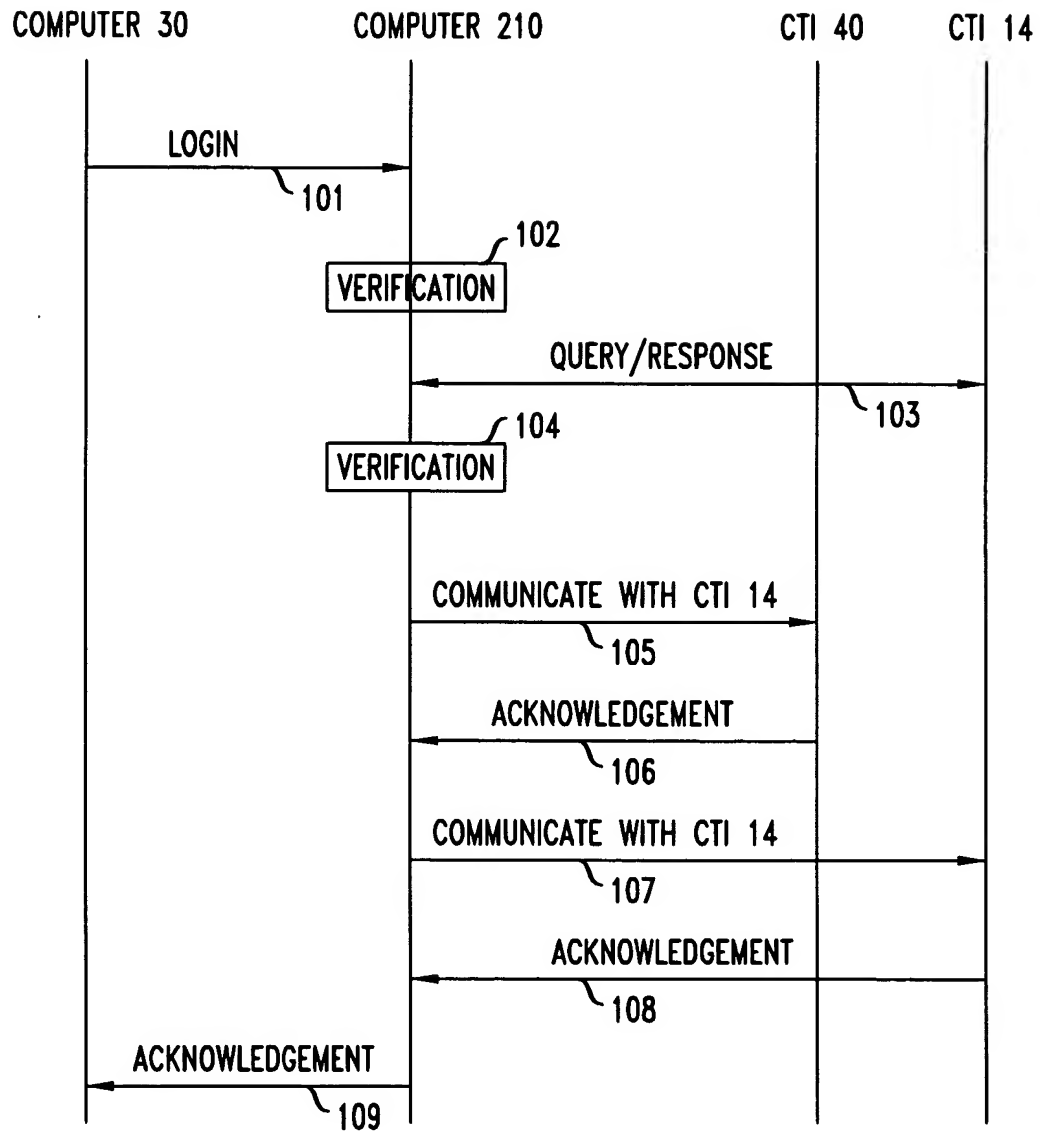 COMPUTER 30 COMPUTER 210 CTI 40 CTI 14
LOGIN
101
102
VERIFICATION
QUERY/RESPONSE
103
104
VERIFICATION
COMMUNICATE WITH CTI 14
105
ACKNOWLEDGEMENT
106
COMMUNICATE WITH CTI 14
107
ACKNOWLEDGEMENT
108
ACKNOWLEDGEMENT
109